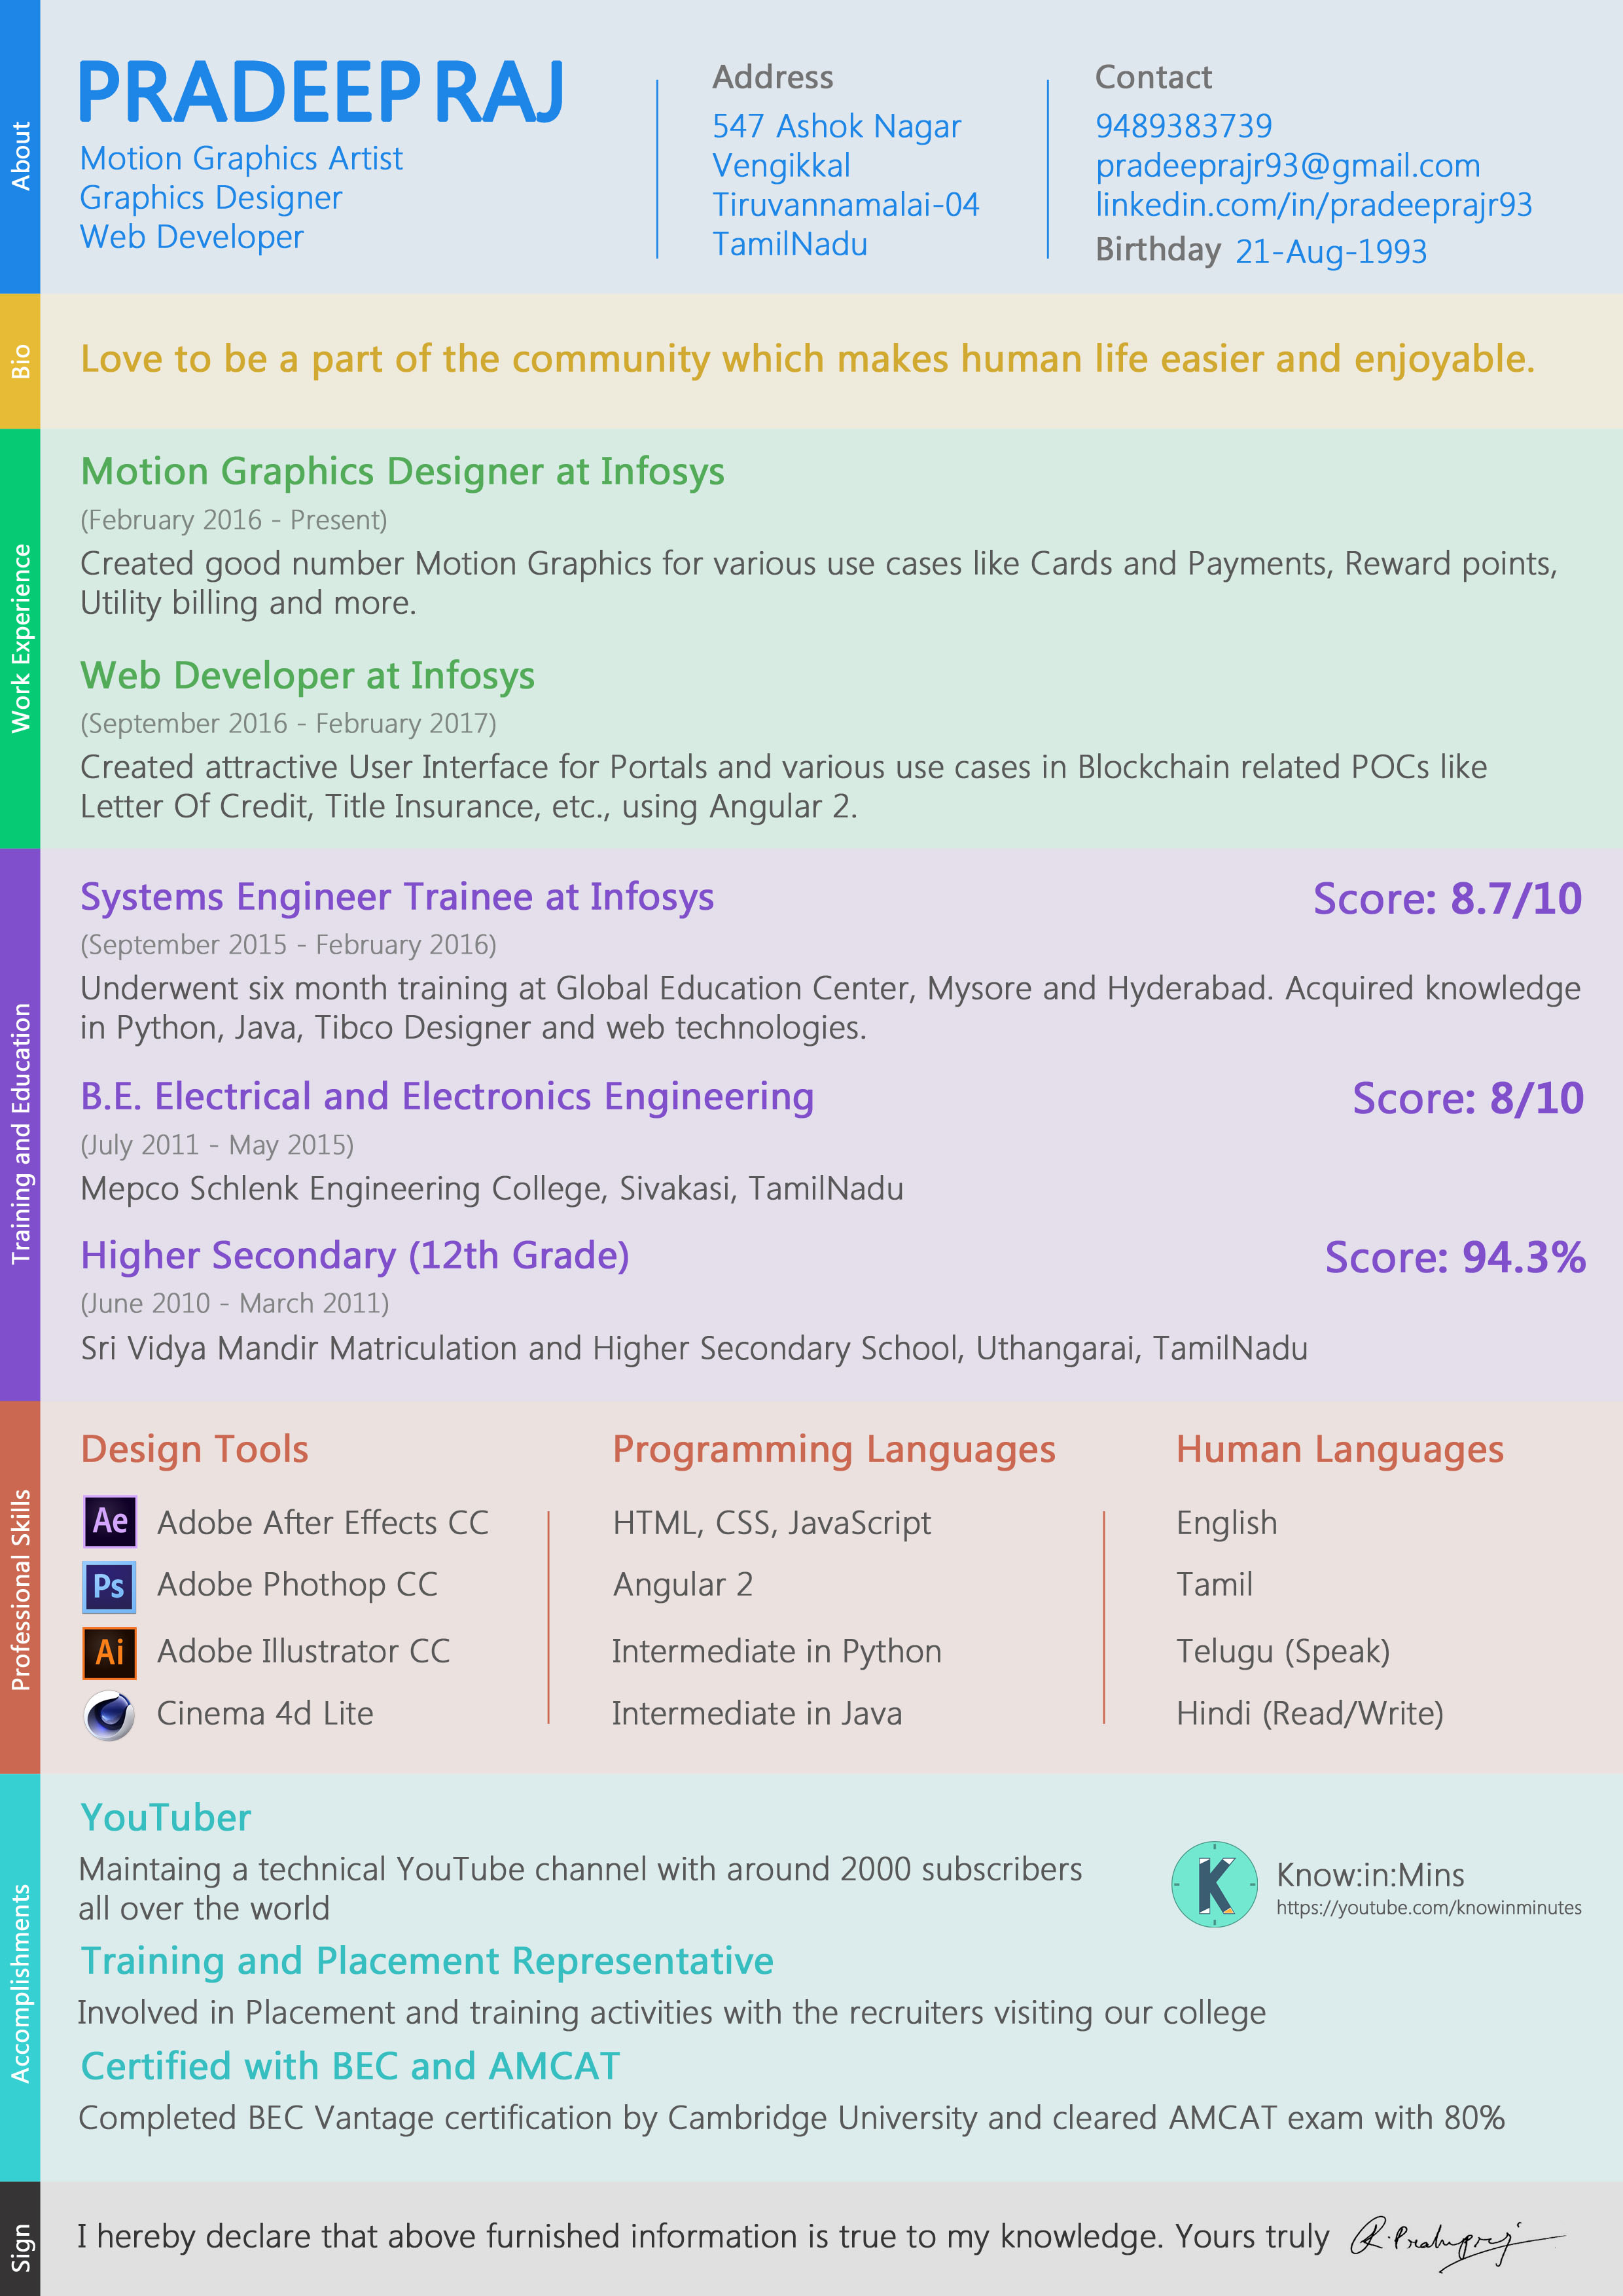 About
PRADEEP RAJ
Motion Graphics Artist
Graphics Designer
Web Developer
Address
547 Ashok Nagar
Vengikkal
Tiruvannamalai-04
TamilNadu
Contact
9489383739
pradeeprajr93@gmail.com
linkedin.com/in/pradeeprajr93
Birthday 21-Aug-1993
Bio
Love to be a part of the community which makes human life easier and enjoyable.
Work Experience
Motion Graphics Designer at Infosys
(February 2016 - Present)
Created good number Motion Graphics for various use cases like Cards and Payments, Reward points,
Utility billing and more.
Web Developer at Infosys
(September 2016 - February 2017)
Created attractive User Interface for Portals and various use cases in Blockchain related POCs like
Letter Of Credit, Title Insurance, etc., using Angular 2.
Training and Education
Systems Engineer Trainee at Infosys
Score: 8.7/10
(September 2015 - February 2016)
Underwent six month training at Global Education Center, Mysore and Hyderabad. Acquired knowledge
in Python, Java, Tibco Designer and web technologies.
B.E. Electrical and Electronics Engineering
Score: 8/10
(July 2011 - May 2015)
Mepco Schlenk Engineering College, Sivakasi, TamilNadu
Higher Secondary (12th Grade)
Score: 94.3%
(June 2010 - March 2011)
Sri Vidya Mandir Matriculation and Higher Secondary School, Uthangarai, TamilNadu
Professional Skills
Design Tools
Ae Adobe After Effects CC
Ps Adobe Phothop CC
Ai Adobe Illustrator CC
Cinema 4d Lite
Programming Languages
HTML, CSS, JavaScript
Angular 2
Intermediate in Python
Intermediate in Java
Human Languages
English
Tamil
Telugu (Speak)
Hindi (Read/Write)
Accomplishments
YouTuber
Maintaing a technical YouTube channel with around 2000 subscribers
all over the world
K
Know:in:Mins
https://youtube.com/knowinminutes
Training and Placement Representative
Involved in Placement and training activities with the recruiters visiting our college
Certified with BEC and AMCAT
Completed BEC Vantage certification by Cambridge University and cleared AMCAT exam with 80%
Sign
I hereby declare that above furnished information is true to my knowledge. Yours truly